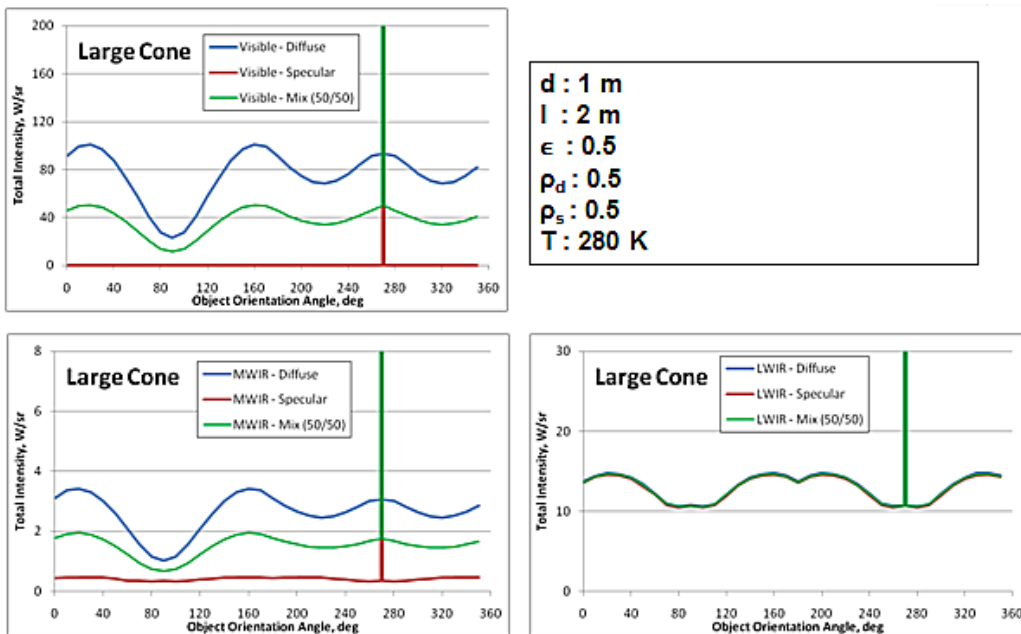 Large Cone
Visible - Diffuse
Visible - Specular
Visible - Mix (50/50)
Total Intensity, W/sr
200
160
120
80
40
0
0 40 80 120 160 200 240 280 320 360
Object Orientation Angle, deg
d : 1 m
l : 2 m
ϵ : 0.5
ρd : 0.5
ρs : 0.5
T : 280 K
Large Cone
MWIR - Diffuse
MWIR - Specular
MWIR - Mix (50/50)
Total Intensity, W/sr
8
6
4
2
0
0 40 80 120 160 200 240 280 320 360
Object Orientation Angle, deg
Large Cone
LWIR - Diffuse
LWIR - Specular
LWIR - Mix (50/50)
Total Intensity, W/sr
30
20
10
0
0 40 80 120 160 200 240 280 320 360
Object Orientation Angle, deg